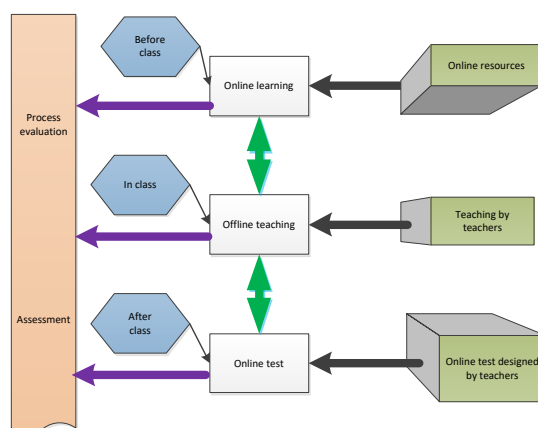 Before
class
Online learning
Online resources
Process
evaluation
In class
Offline teaching
Teaching by
teachers
Assessment
After
class
Online test
Online test designed
by teachers